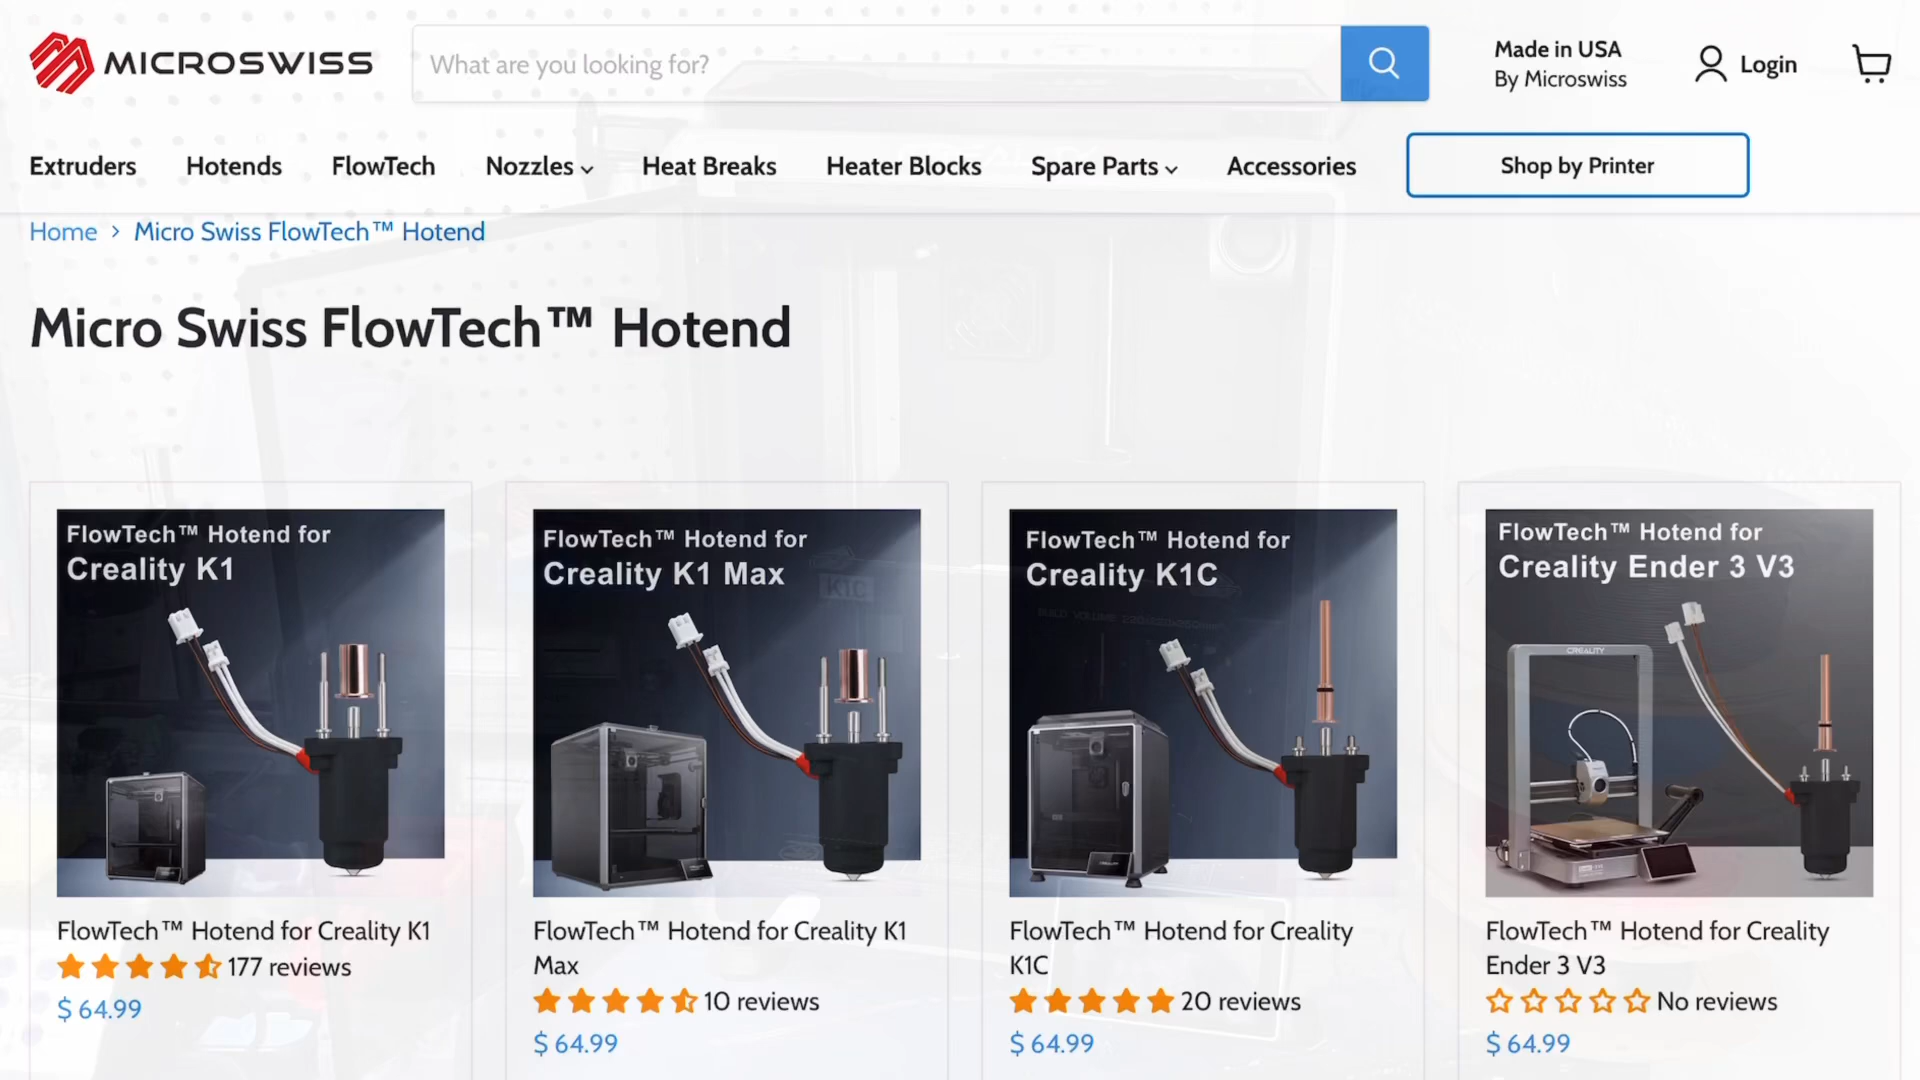 MICROSWISS
What are you looking for?
Made in USA
By Microswiss
Login
Extruders
Hotends
FlowTech
Nozzles
Heat Breaks
Heater Blocks
Spare Parts
Accessories
Shop by Printer
Home > Micro Swiss FlowTech™ Hotend
Micro Swiss FlowTech™ Hotend
FlowTech™ Hotend for
Creality K1
FlowTech™ Hotend for Creality K1
177 reviews
$ 64.99
FlowTech™ Hotend for
Creality K1 Max
K1C
FlowTech™ Hotend for Creality K1
Max
10 reviews
$ 64.99
FlowTech™ Hotend for
Creality K1C
FlowTech™ Hotend for Creality
K1C
20 reviews
$ 64.99
FlowTech™ Hotend for
Creality Ender 3 V3
CREALITY
FlowTech™ Hotend for Creality
Ender 3 V3
No reviews
$ 64.99